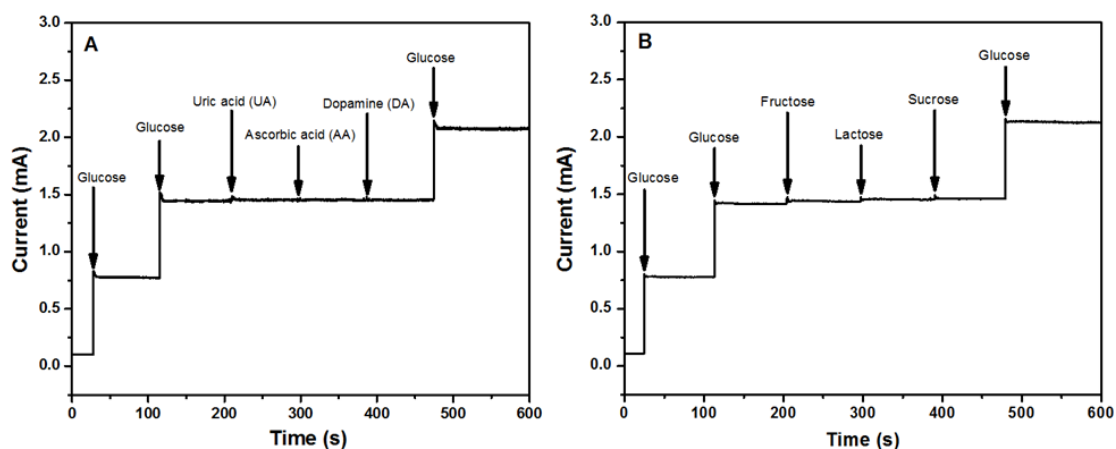 A
3.0
2.5
2.0
1.5
1.0
0.5
0.0
Current (mA)
Glucose
Glucose
Uric acid (UA)
Ascorbic acid (AA)
Dopamine (DA)
Glucose
0 100 200 300 400 500 600
Time (s)
B
3.0
2.5
2.0
1.5
1.0
0.5
0.0
Current (mA)
Glucose
Glucose
Fructose
Lactose
Sucrose
Glucose
0 100 200 300 400 500 600
Time (s)